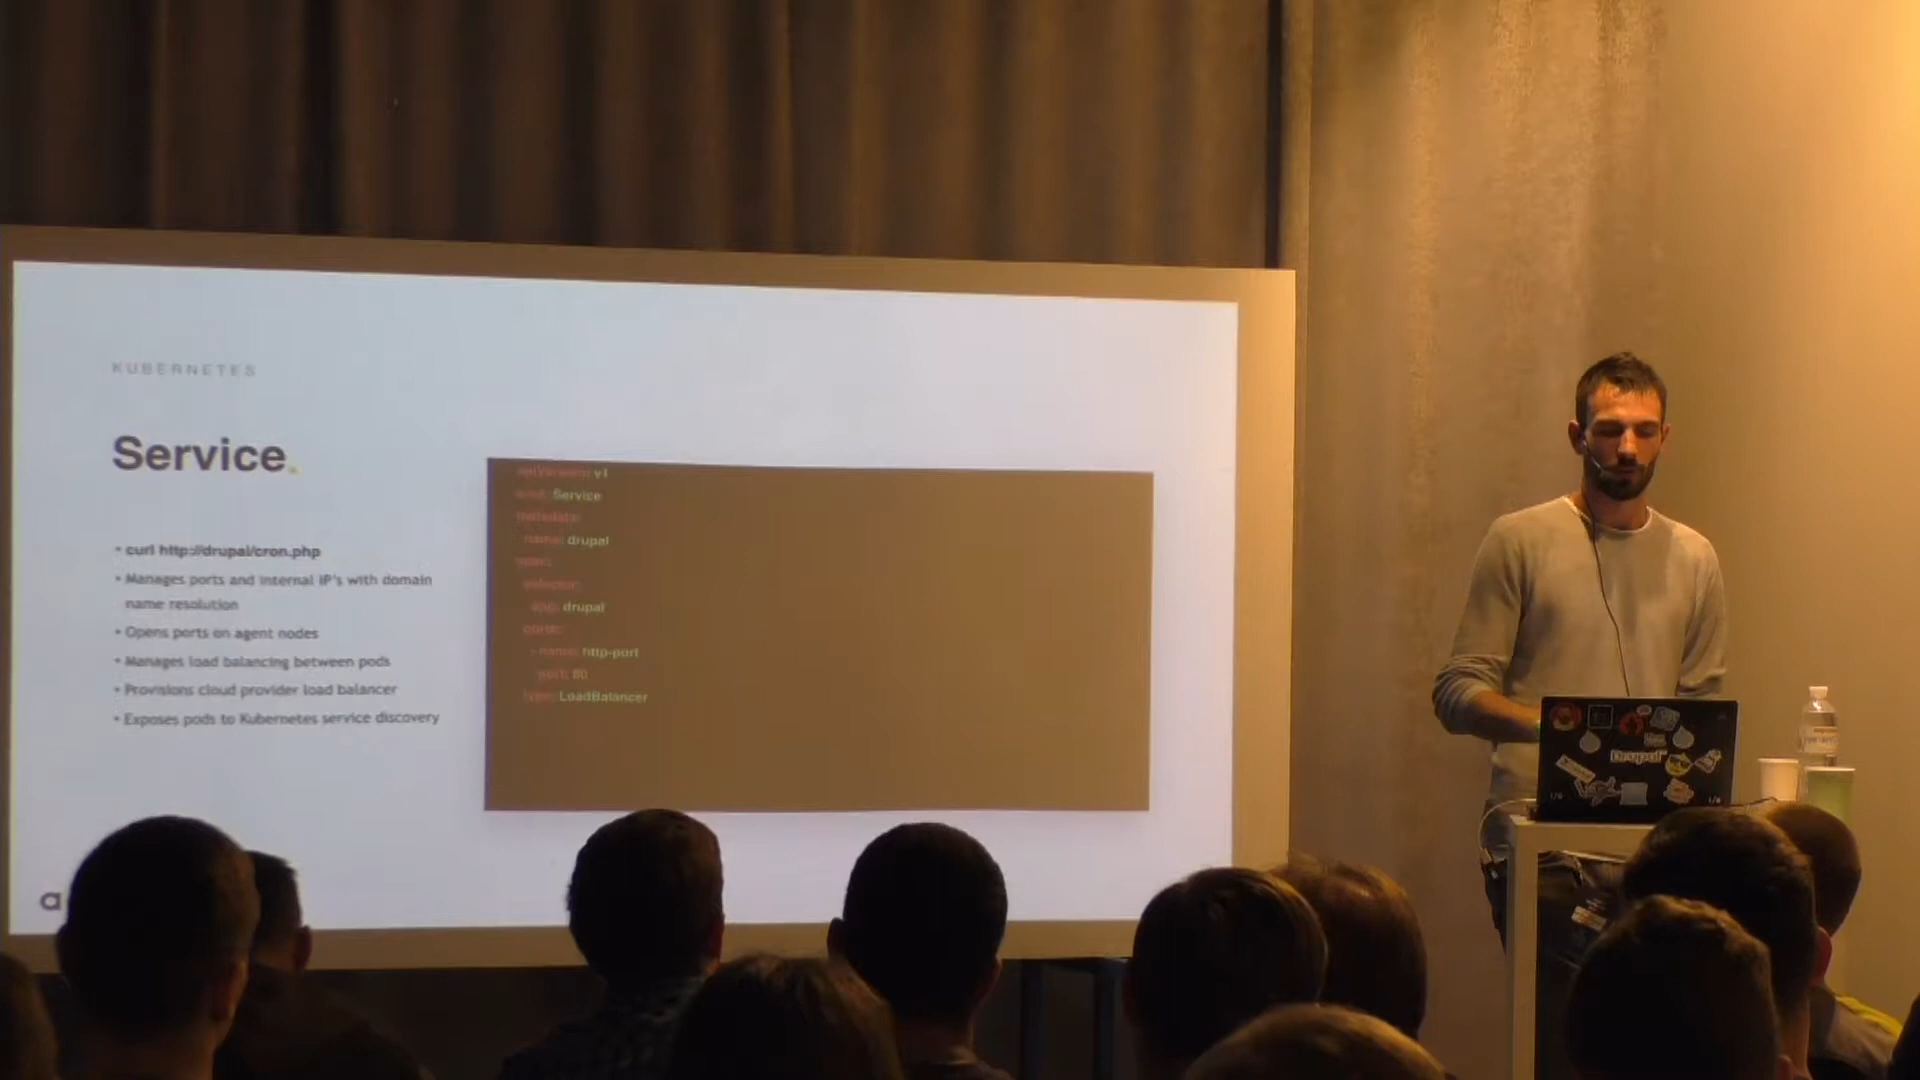 KUBERNETES
Service.
• curl http://drupal/cron.php
• Manages ports and internal IP's with domain
name resolution
• Opens ports on agent nodes
• Manages load balancing between pods
• Provisions cloud provider load balancer
• Exposes pods to Kubernetes service discovery
apiVersion: v1
kind: Service
metadata:
name: drupal
spec:
selector:
app: drupal
ports:
- name: http-port
port: 80
type: LoadBalancer
a
Drupal